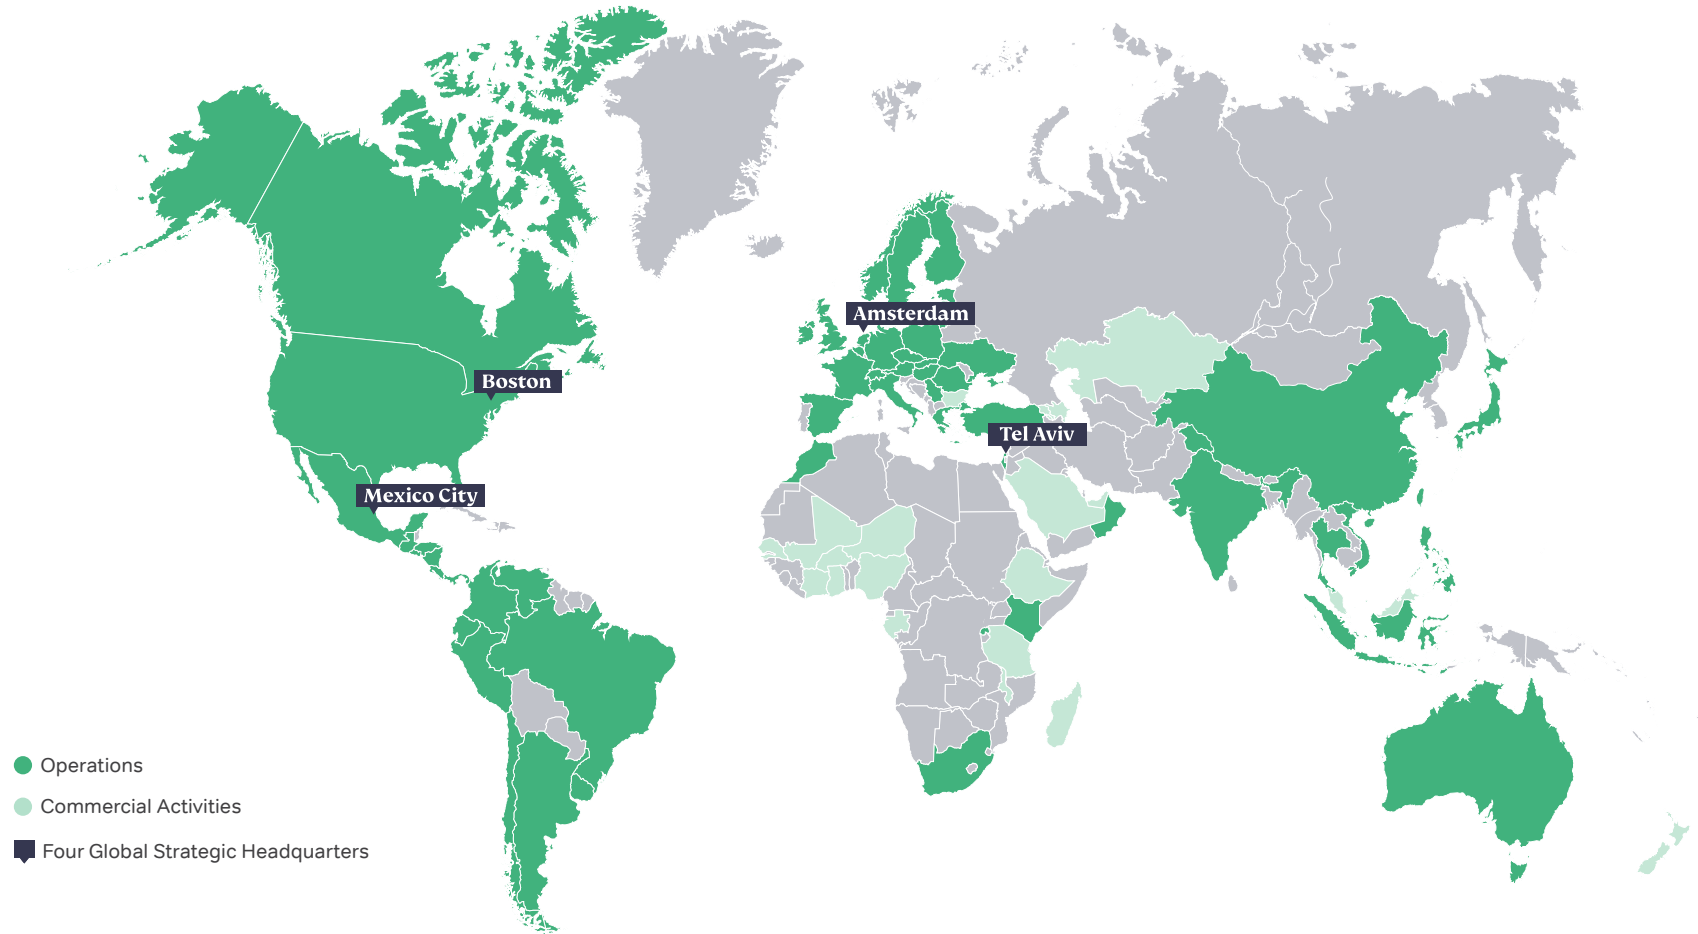 Amsterdam
Boston
Tel Aviv
Mexico City
Operations
Commercial Activities
Four Global Strategic Headquarters